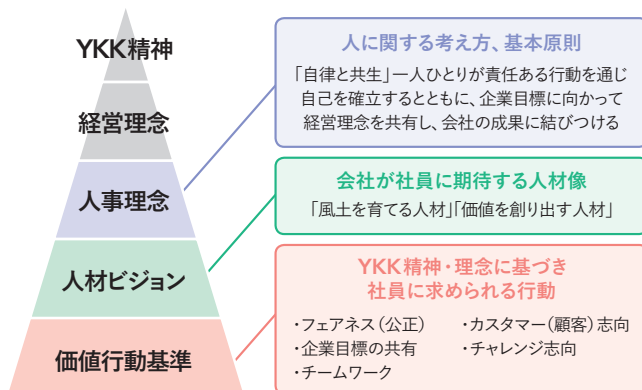 YKK精神
経営理念
人事理念
人材ビジョン
価値行動基準
人に関する考え方、基本原則
「自律と共生」一人ひとりが責任ある行動を通じ
自己を確立するとともに、企業目標に向かって
経営理念を共有し、会社の成果に結びつける
会社が社員に期待する人材像
「風土を育てる人材」「価値を創り出す人材」
YKK精神・理念に基づき
社員に求められる行動
・フェアネス（公正）
・企業目標の共有
・チームワーク
・カスタマー（顧客）志向
・チャレンジ志向